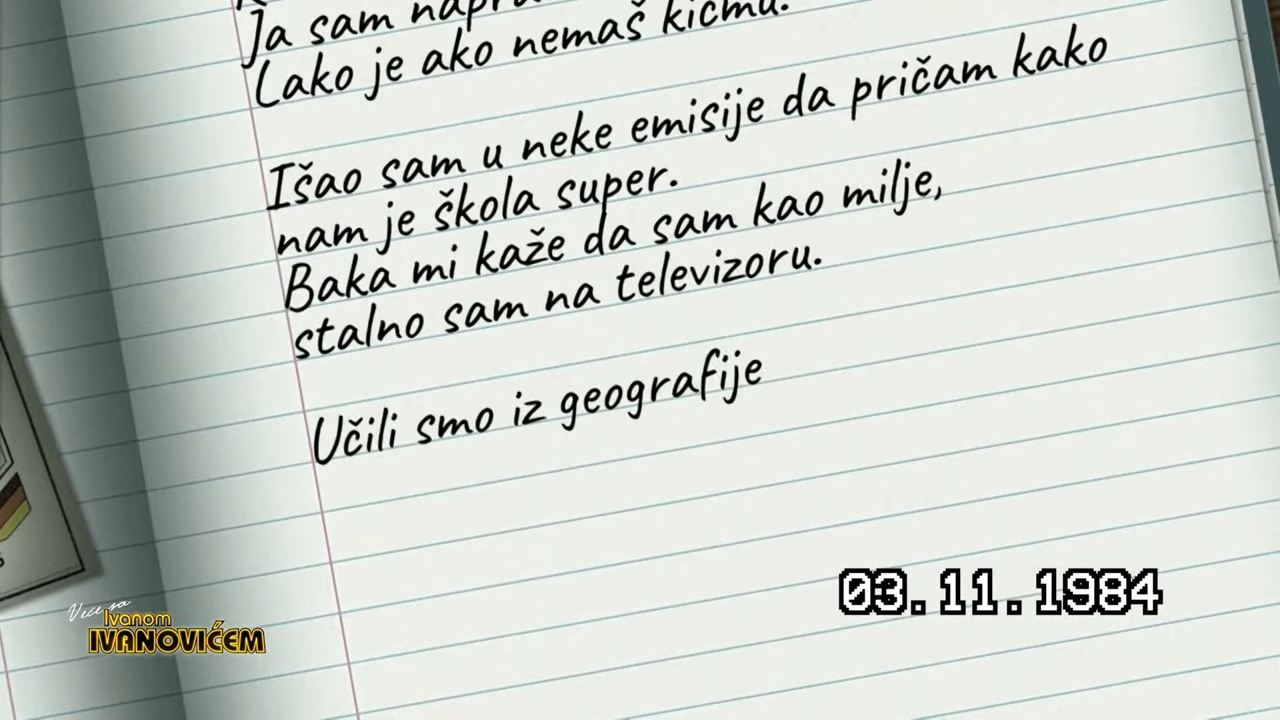 Ja sam
Lako je ako nemaš kičmu.
Išao sam u neke emisije da pričam kako
nam je škola super.
Baka mi kaže da sam kao milje,
stalno sam na televizoru.
Učili smo iz geografije
03.11.1984
Veče sa
Ivanom
IVANOVIĆEM